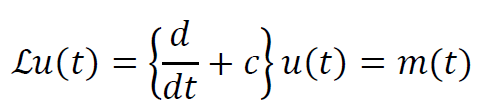 ℒu(t) = {d/dt + c} u(t) = m(t)